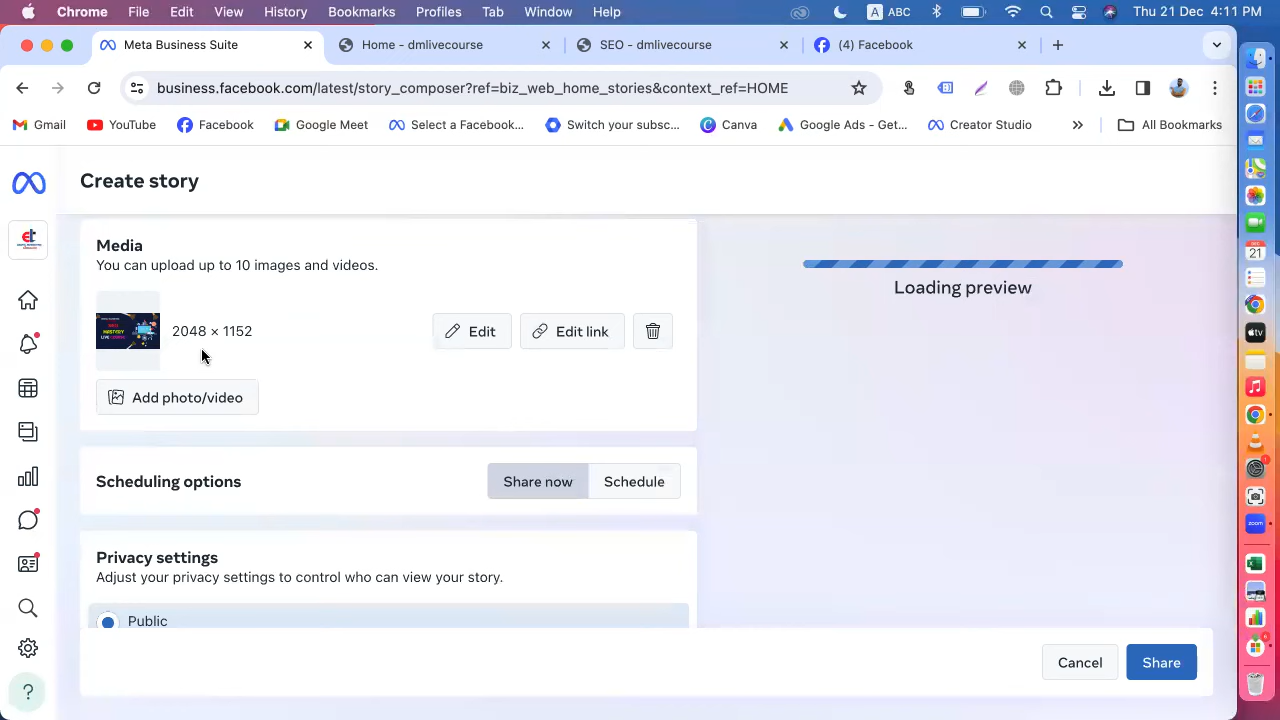 Chrome File Edit View History Bookmarks Profiles Tab Window Help A ABC Thu 21 Dec 4:11 PM
Meta Business Suite Home - dmlivecourse SEO - dmlivecourse (4) Facebook
business.facebook.com/latest/story_composer?ref=biz_web_home_stories&context_ref=HOME
Gmail YouTube Facebook Google Meet Select a Facebook... Switch your subsc... Canva Google Ads - Get... Creator Studio » All Bookmarks
Create story
Media
You can upload up to 10 images and videos.
Loading preview
MASTERY
2048 × 1152
Edit
Edit link
Add photo/video
Scheduling options
Share now
Schedule
Privacy settings
Adjust your privacy settings to control who can view your story.
Public
Cancel
Share
?
21
tv
zoom